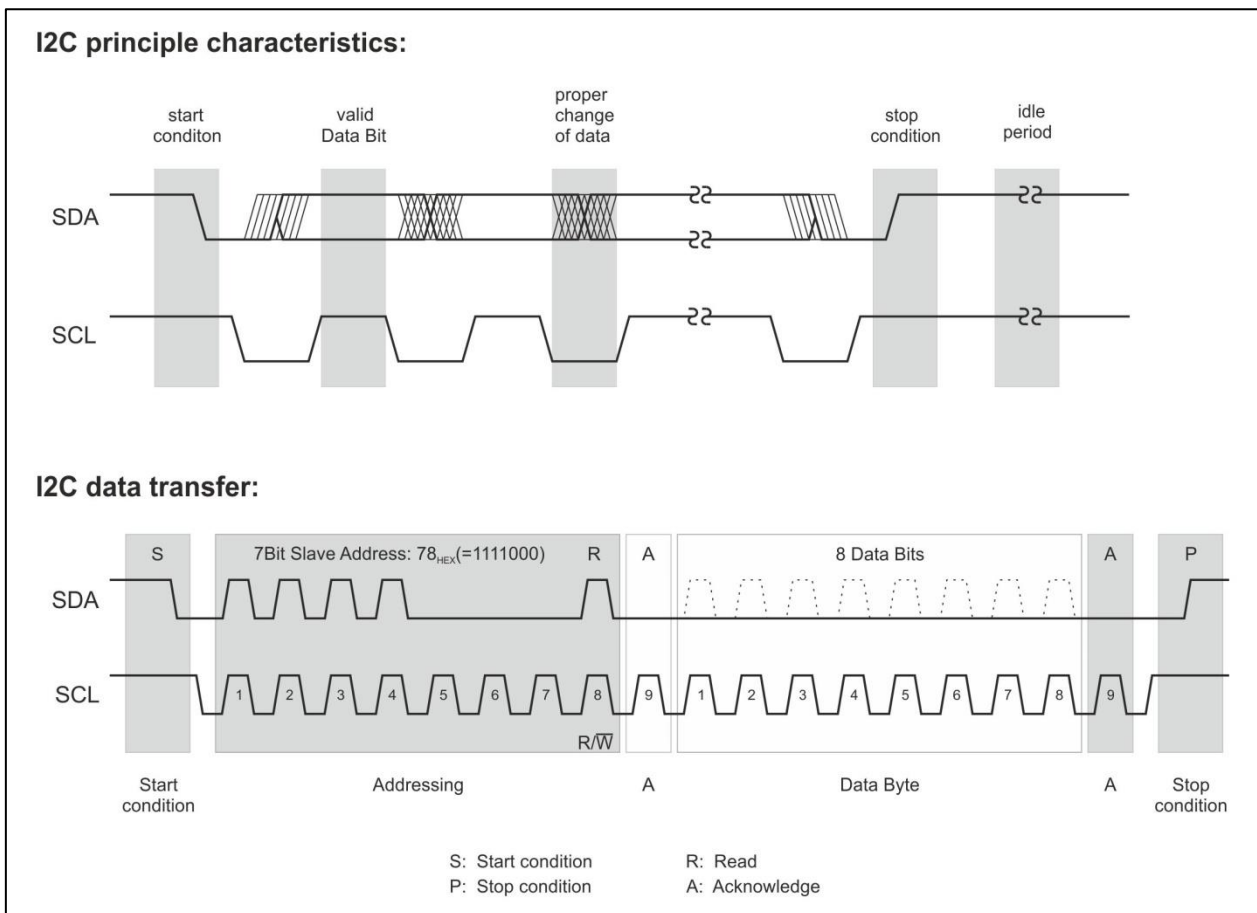 I2C principle characteristics:
start
conditon
valid
Data Bit
proper
change
of data
stop
condition
idle
period
SDA
SCL
I2C data transfer:
S
7Bit Slave Address: 78HEX(=1111000)
R
A
8 Data Bits
A
P
SDA
SCL
1 2 3 4 5 6 7 8 9 1 2 3 4 5 6 7 8 9
R/W̅
Start
condition
Addressing
A
Data Byte
A
Stop
condition
S: Start condition
R: Read
P: Stop condition
A: Acknowledge